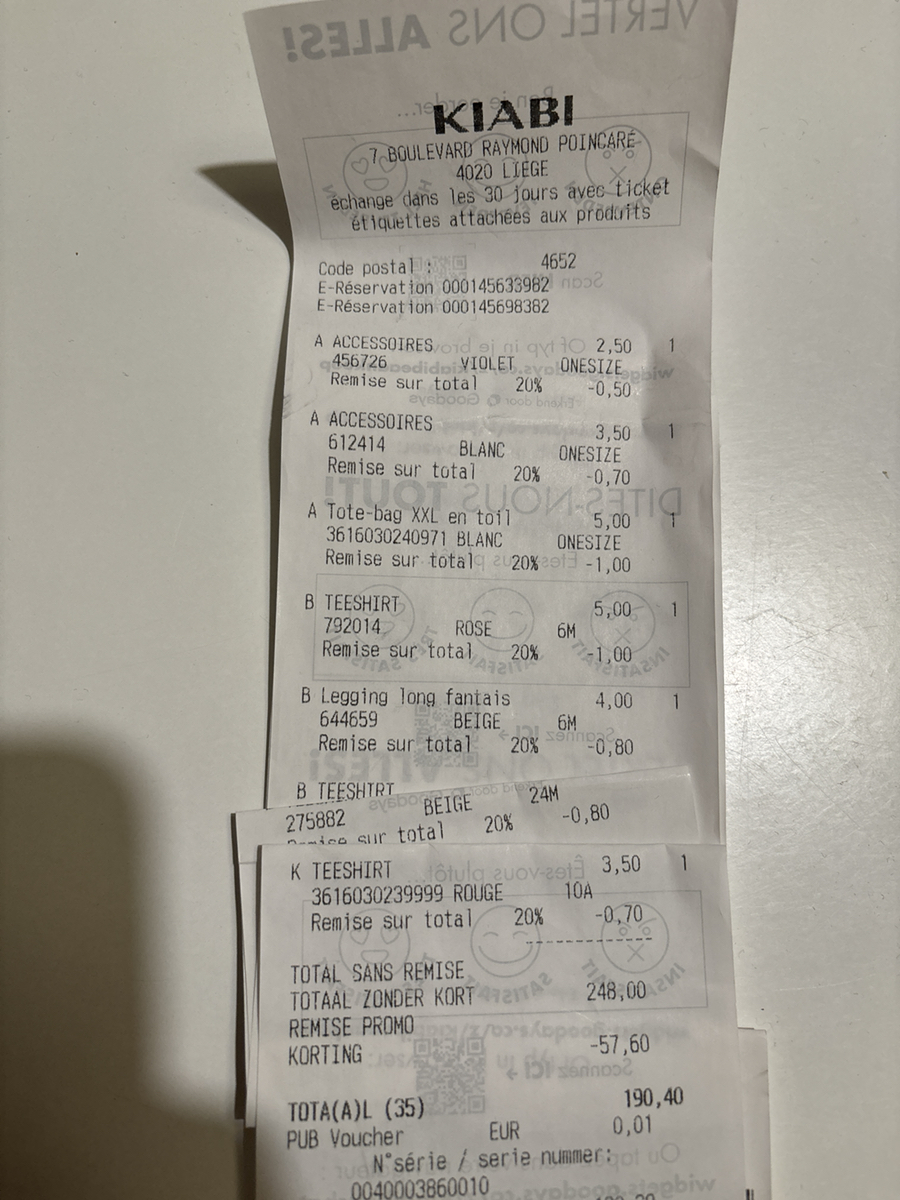 KIABI
7 BOULEVARD RAYMOND POINCARÉ
4020 LIEGE
échange dans les 30 jours avec ticket
étiquettes attachées aux produits
Code postal : 4652
E-Réservation 000145633982
E-Réservation 000145698382
A ACCESSOIRES 2,50 1
456726 VIOLET ONESIZE
Remise sur total 20% -0,50
A ACCESSOIRES 3,50 1
612414 BLANC ONESIZE
Remise sur total 20% -0,70
A Tote-bag XXL en toil 5,00 1
3616030240971 BLANC ONESIZE
Remise sur total 20% -1,00
B TEESHIRT 5,00 1
792014 ROSE 6M
Remise sur total 20% -1,00
B Legging long fantais 4,00 1
644659 BEIGE 6M
Remise sur total 20% -0,80
B TEESHIRT
275882 BEIGE 24M
Remise sur total 20% -0,80
K TEESHIRT 3,50 1
3616030239999 ROUGE 10A
Remise sur total 20% -0,70
TOTAL SANS REMISE
TOTAAL ZONDER KORT 248,00
REMISE PROMO
KORTING -57,60
TOTA(A)L (35) 190,40
PUB Voucher EUR 0,01
N°série / serie nummer:
0040003860010